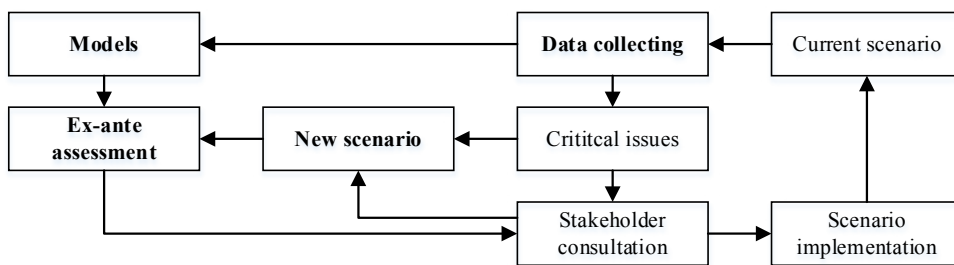 Models
Data collecting
Current scenario
Ex-ante
assessment
New scenario
Crititcal issues
Stakeholder
consultation
Scenario
implementation